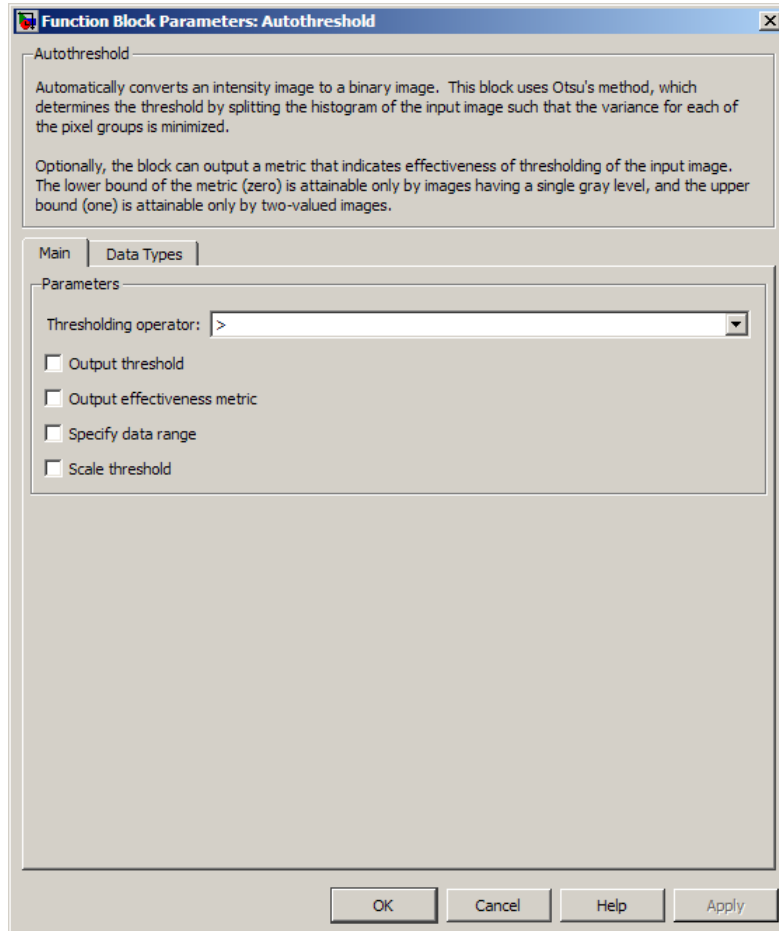 Function Block Parameters: Autothreshold
Autothreshold
Automatically converts an intensity image to a binary image.  This block uses Otsu's method, which
determines the threshold by splitting the histogram of the input image such that the variance for each of
the pixel groups is minimized.
Optionally, the block can output a metric that indicates effectiveness of thresholding of the input image.
The lower bound of the metric (zero) is attainable only by images having a single gray level, and the upper
bound (one) is attainable only by two-valued images.
Main Data Types
Parameters
Thresholding operator: >
Output threshold
Output effectiveness metric
Specify data range
Scale threshold
OK Cancel Help Apply